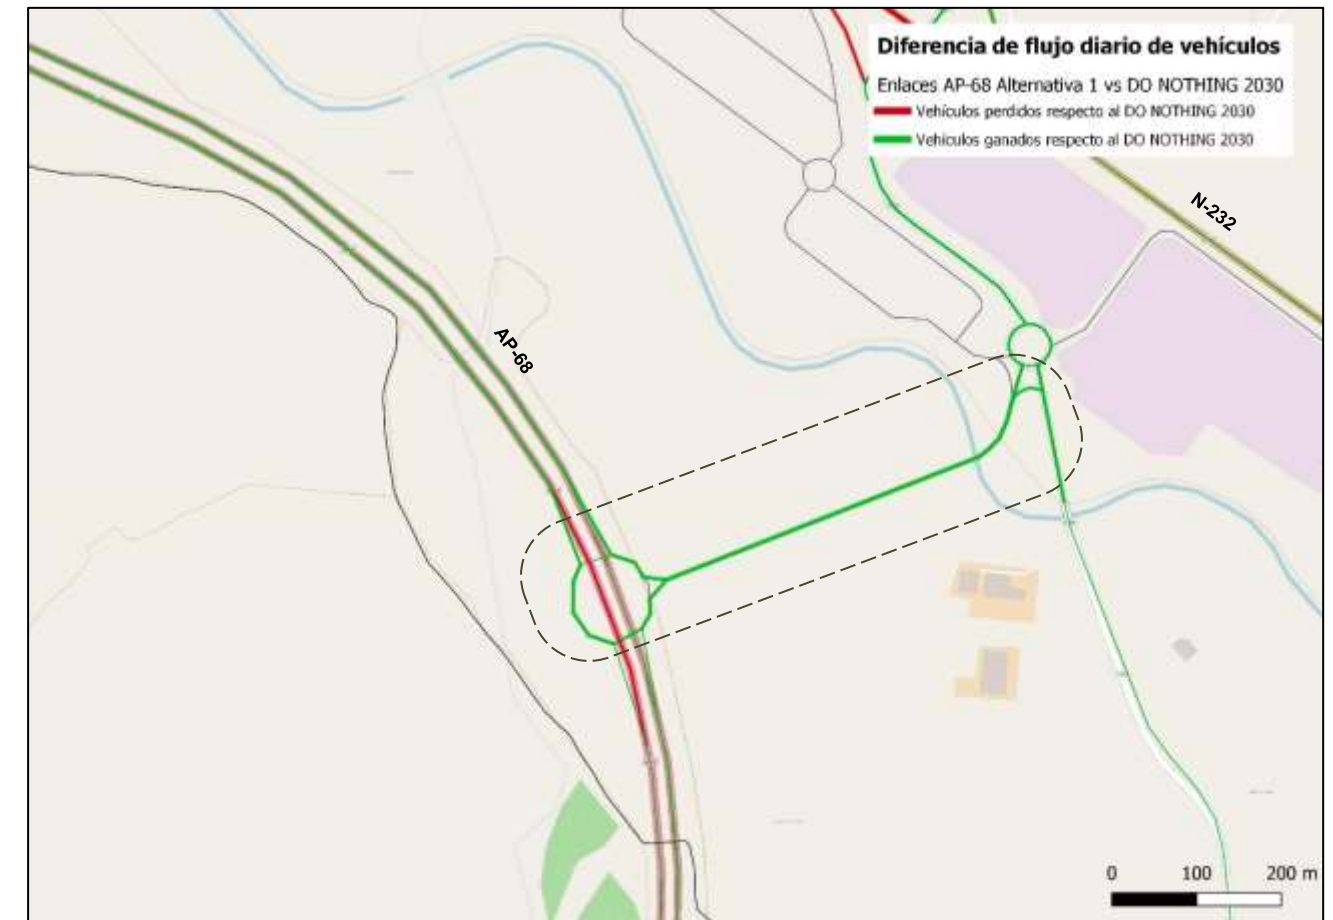 Diferencia de flujo diario de vehículos
Enlaces AP-68 Alternativa 1 vs DO NOTHING 2030
Vehículos perdidos respecto al DO NOTHING 2030
Vehículos ganados respecto al DO NOTHING 2030
N-232
AP-68
0 100 200 m